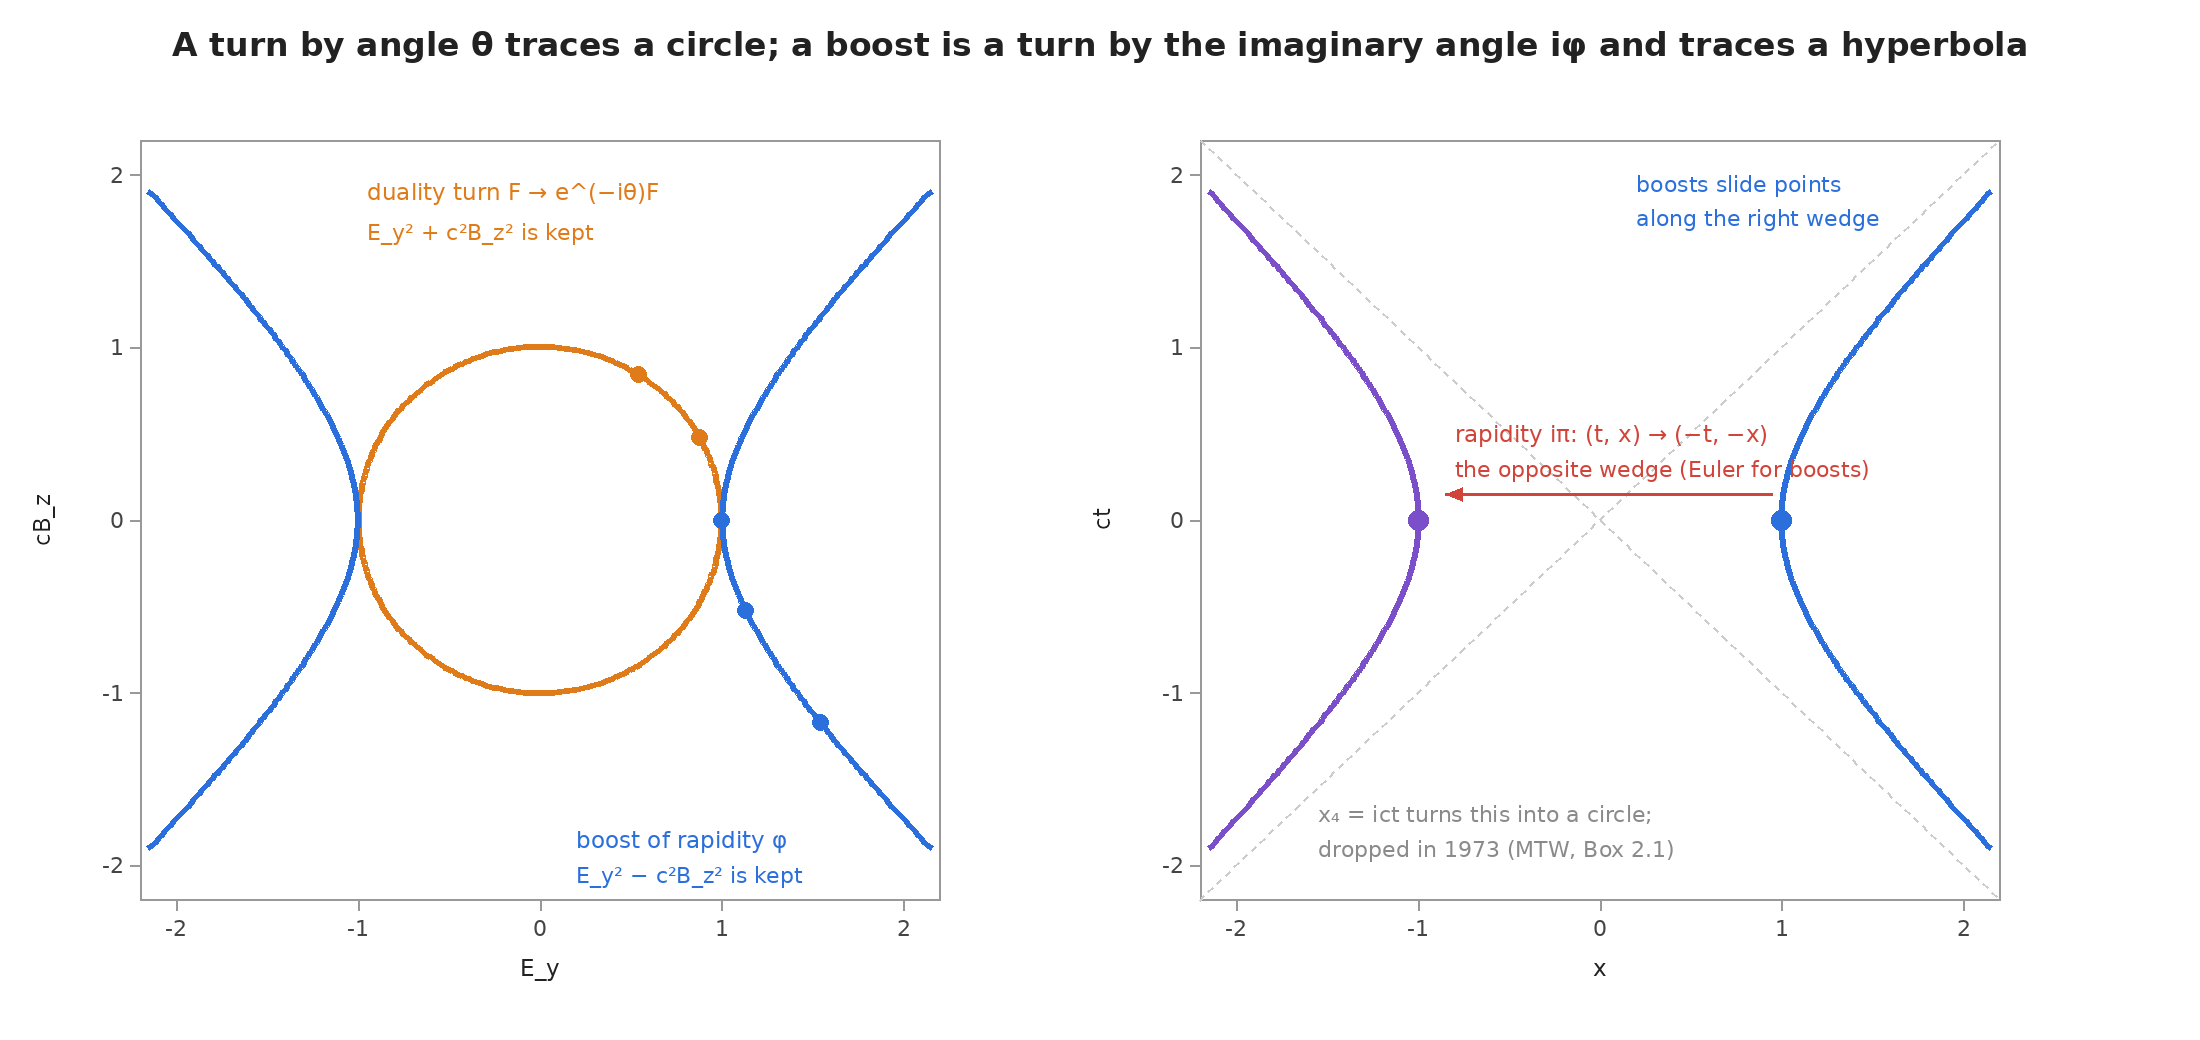 A turn by angle θ traces a circle; a boost is a turn by the imaginary angle iφ and traces a hyperbola
duality turn F → e^(−iθ)F
E_y² + c²B_z² is kept
boost of rapidity φ
E_y² − c²B_z² is kept
2
1
0
-1
-2
cB_z
-2
-1
0
1
2
E_y
boosts slide points
along the right wedge
rapidity iπ: (t, x) → (−t, −x)
the opposite wedge (Euler for boosts)
x₄ = ict turns this into a circle;
dropped in 1973 (MTW, Box 2.1)
2
1
0
-1
-2
ct
-2
-1
0
1
2
x